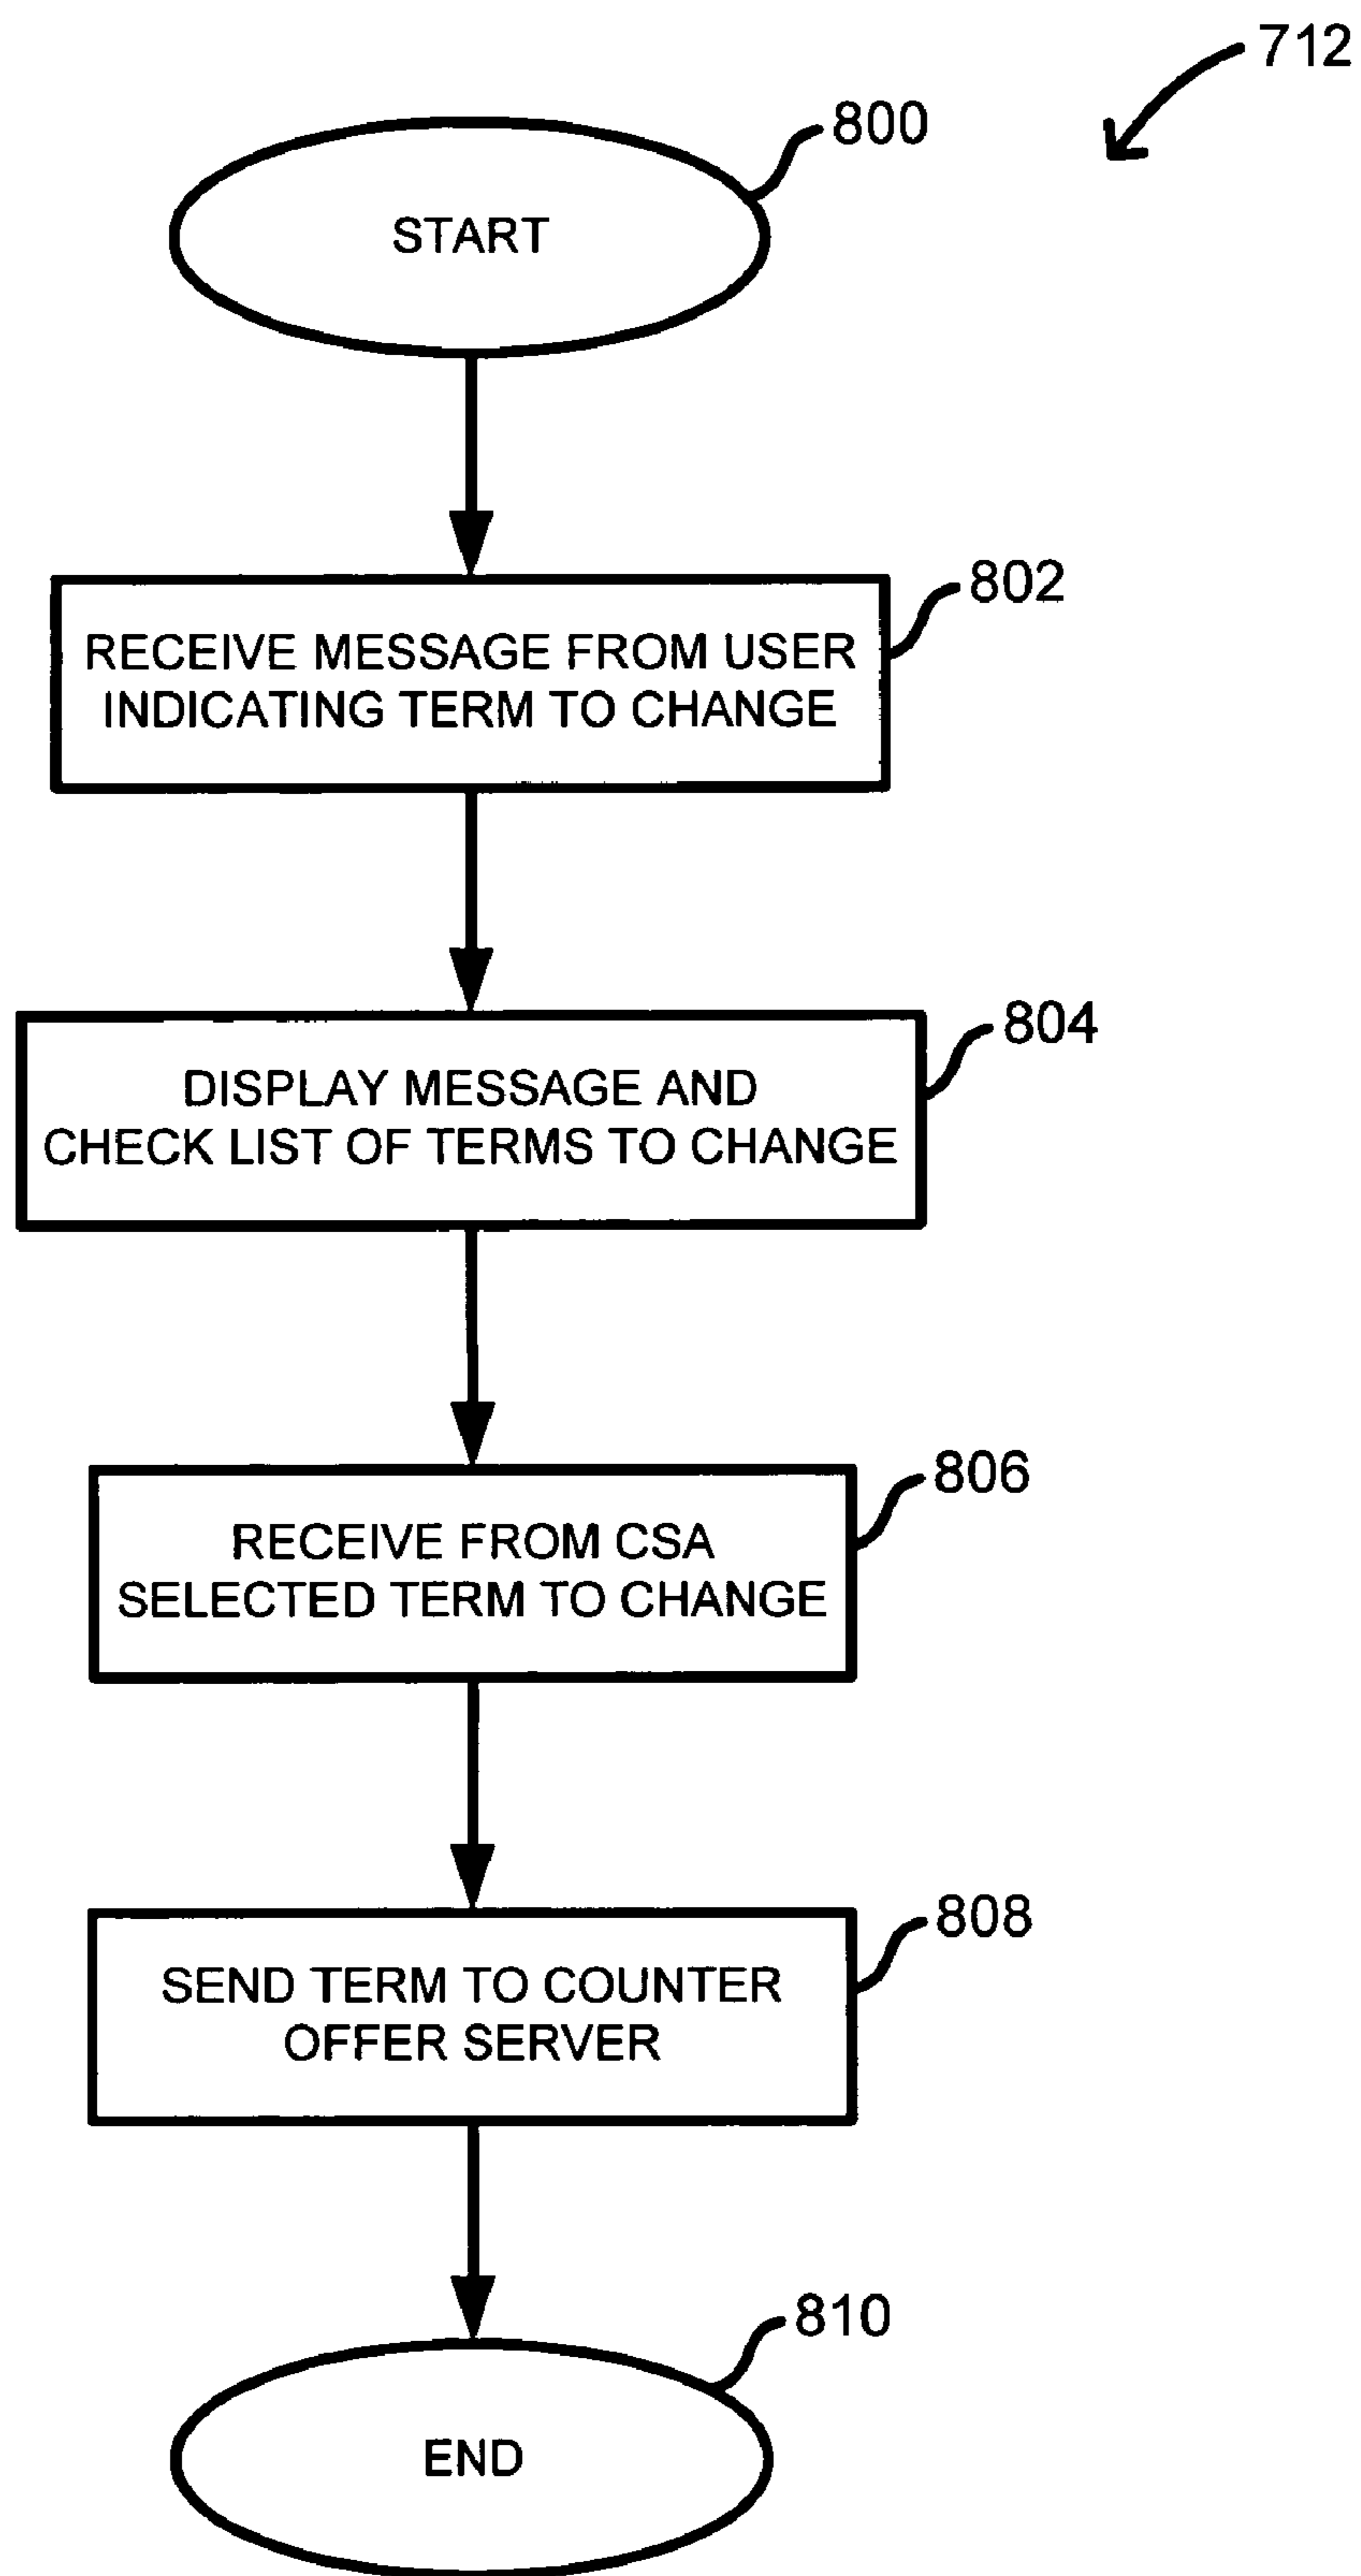 712
800
START
802
RECEIVE MESSAGE FROM USER
INDICATING TERM TO CHANGE
804
DISPLAY MESSAGE AND
CHECK LIST OF TERMS TO CHANGE
806
RECEIVE FROM CSA
SELECTED TERM TO CHANGE
808
SEND TERM TO COUNTER
OFFER SERVER
810
END